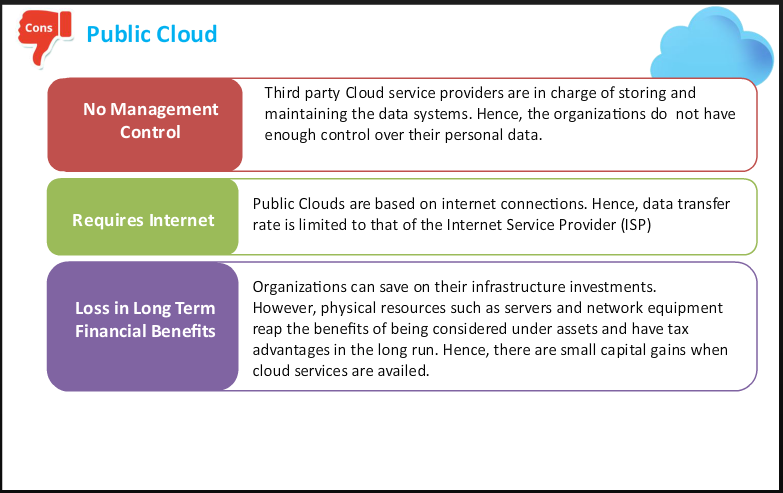 Cons
Public Cloud
No Management
Control
Third party Cloud service providers are in charge of storing and
maintaining the data systems. Hence, the organizations do  not have
enough control over their personal data.
Requires Internet
Public Clouds are based on internet connections. Hence, data transfer
rate is limited to that of the Internet Service Provider (ISP)
Loss in Long Term
Financial Benefits
Organizations can save on their infrastructure investments.
However, physical resources such as servers and network equipment
reap the benefits of being considered under assets and have tax
advantages in the long run. Hence, there are small capital gains when
cloud services are availed.